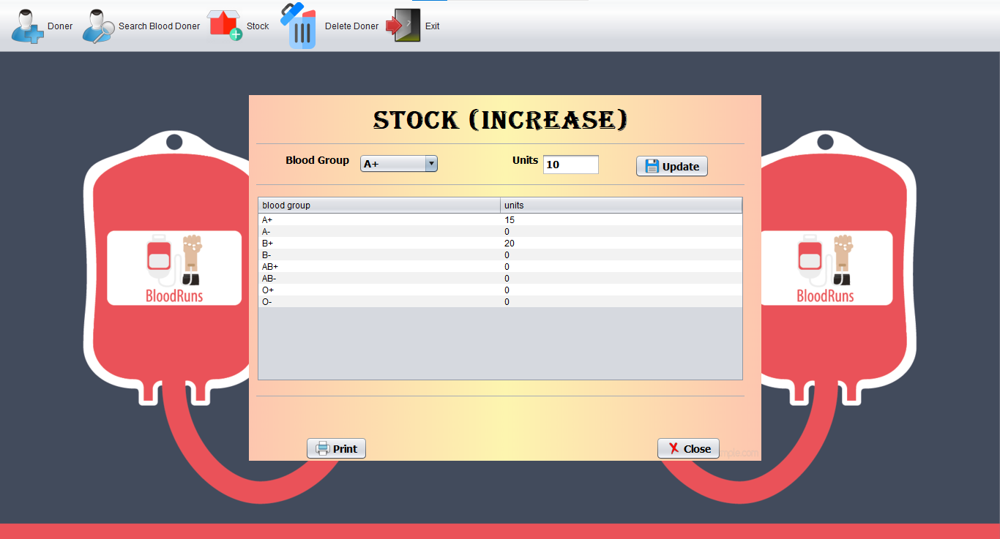 Doner Search Blood Doner Stock Delete Doner Exit
STOCK (INCREASE)
Blood Group A+ Units 10 Update
blood group units
A+ 15
A- 0
B+ 20
B- 0
AB+ 0
AB- 0
O+ 0
O- 0
BloodRuns
BloodRuns
Print Close